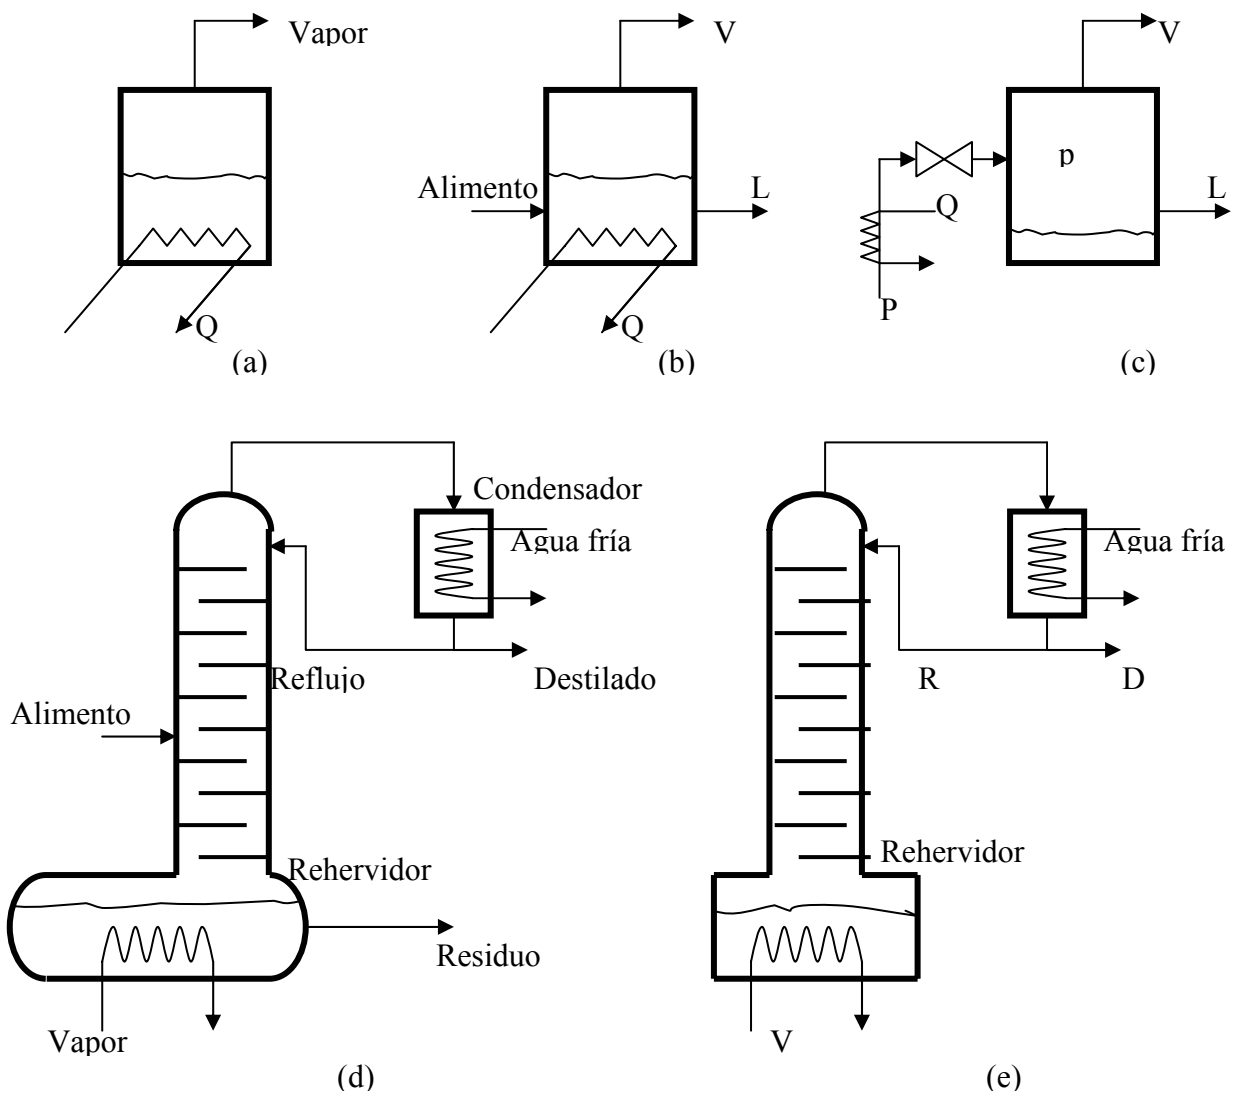 Vapor
Q
(a)
V
Alimento
L
Q
(b)
V
p
L
Q
P
(c)
Condensador
Agua fría
Reflujo
Destilado
Alimento
Rehervidor
Residuo
Vapor
(d)
Agua fría
R
D
Rehervidor
V
(e)